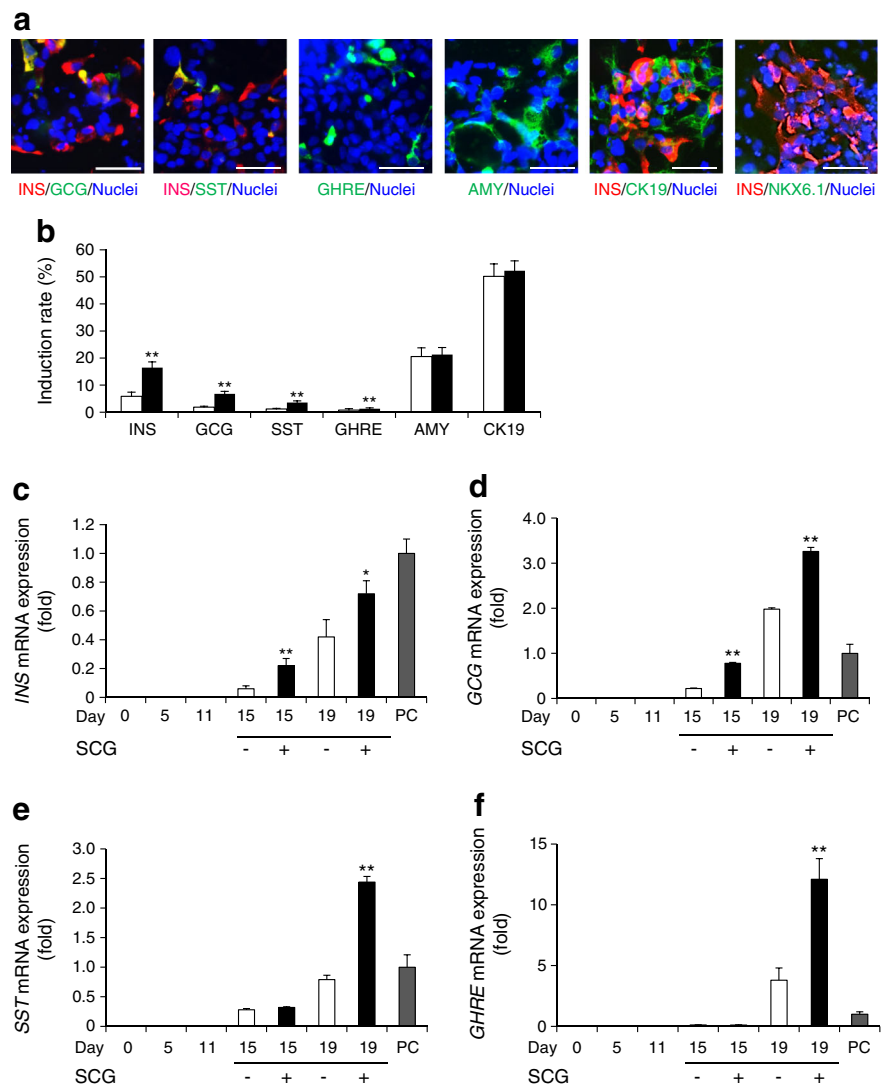 a
INS/GCG/Nuclei INS/SST/Nuclei GHRE/Nuclei AMY/Nuclei INS/CK19/Nuclei INS/NKX6.1/Nuclei
b
Induction rate (%)
60
50
40
30
20
10
0
** ** ** **
INS GCG SST GHRE AMY CK19
c
INS mRNA expression
(fold)
1.2
1.0
0.8
0.6
0.4
0.2
0
** *
Day 0 5 11 15 15 19 19 PC
SCG - + - +
d
GCG mRNA expression
(fold)
4.0
3.0
2.0
1.0
0
** **
Day 0 5 11 15 15 19 19 PC
SCG - + - +
e
SST mRNA expression
(fold)
3.0
2.5
2.0
1.5
1.0
0.5
0
**
Day 0 5 11 15 15 19 19 PC
SCG - + - +
f
GHRE mRNA expression
(fold)
15
10
5
0
**
Day 0 5 11 15 15 19 19 PC
SCG - + - +